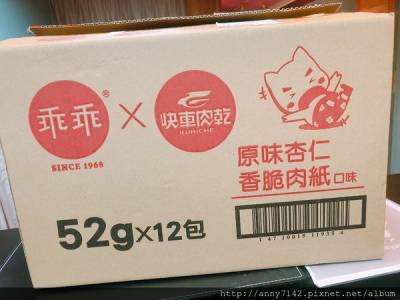 乖乖®
SINCE 1968
×
快車肉乾
KUAICHE
原味杏仁
香脆肉紙口味
52g×12包
http://anny7142.pixnet.net/album